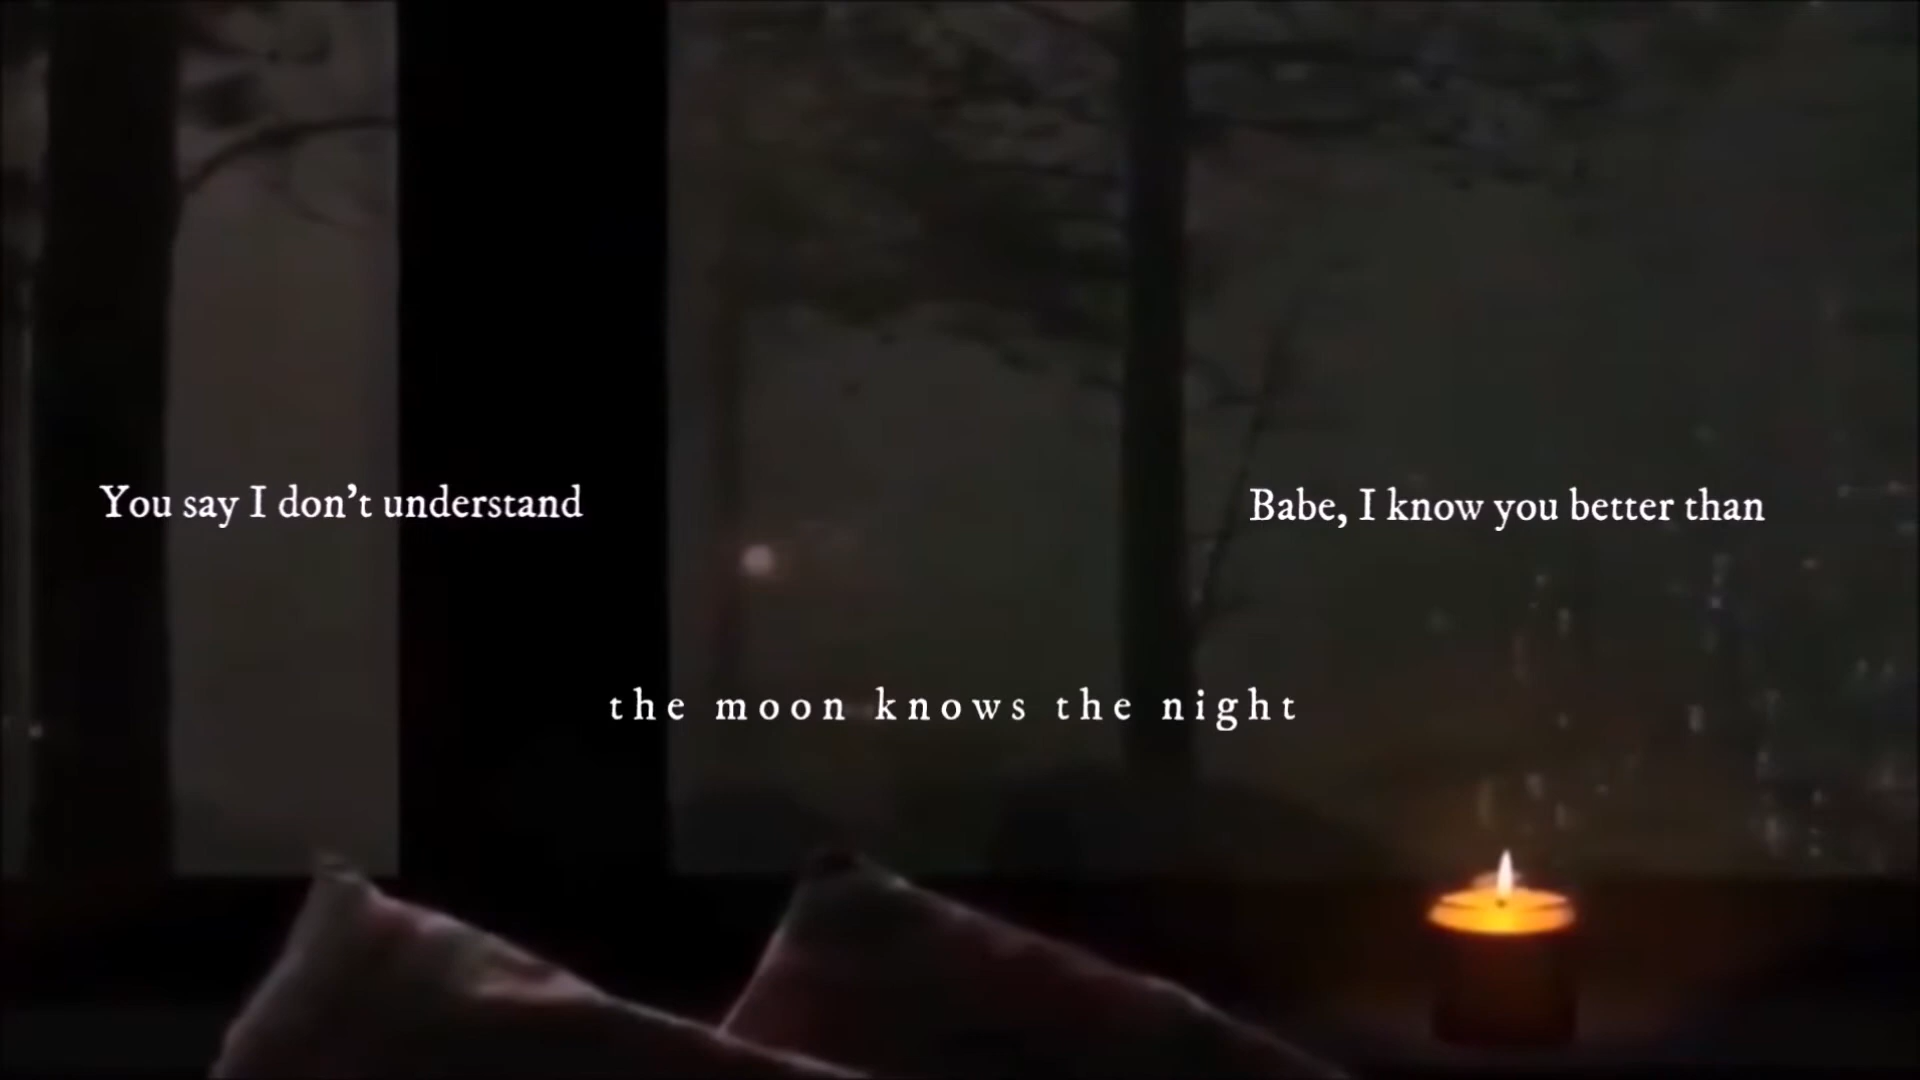 You say I don't understand
Babe, I know you better than
the moon knows the night